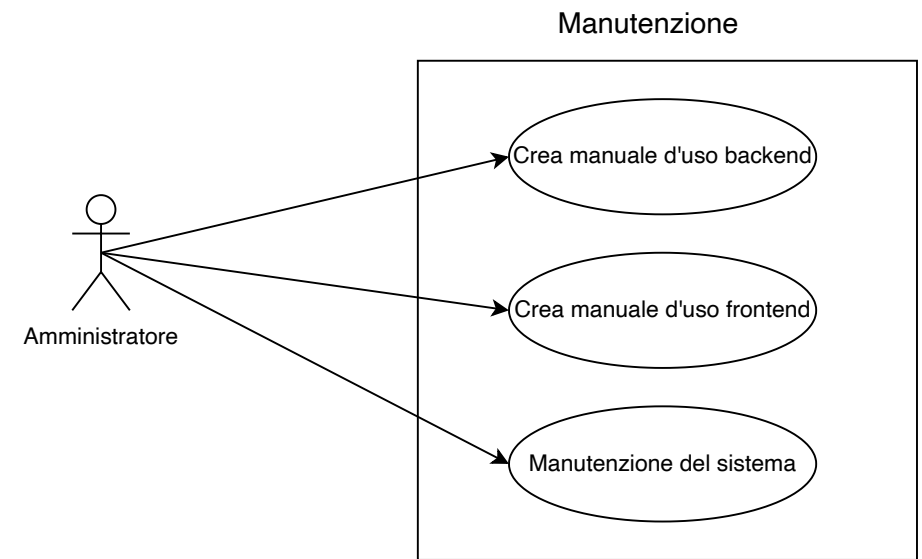 Manutenzione
Crea manuale d'uso backend
Crea manuale d'uso frontend
Amministratore
Manutenzione del sistema